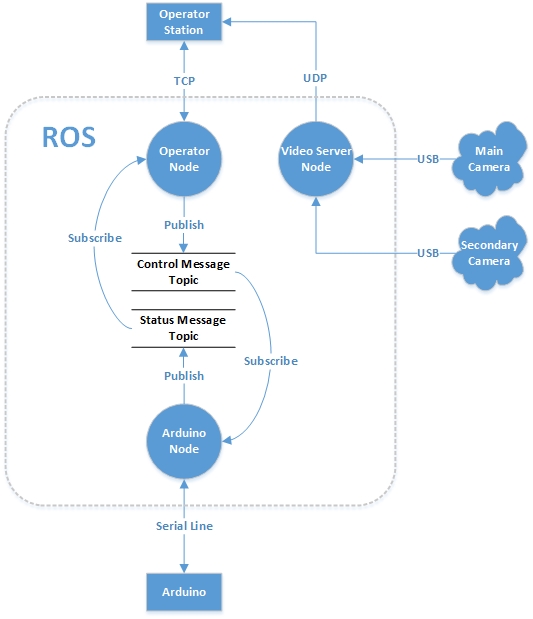 Operator
Station
TCP
UDP
ROS
Operator
Node
Video Server
Node
USB
Main
Camera
Publish
Subscribe
Secondary
Camera
USB
Control Message
Topic
Status Message
Topic
Subscribe
Publish
Arduino
Node
Serial Line
Arduino